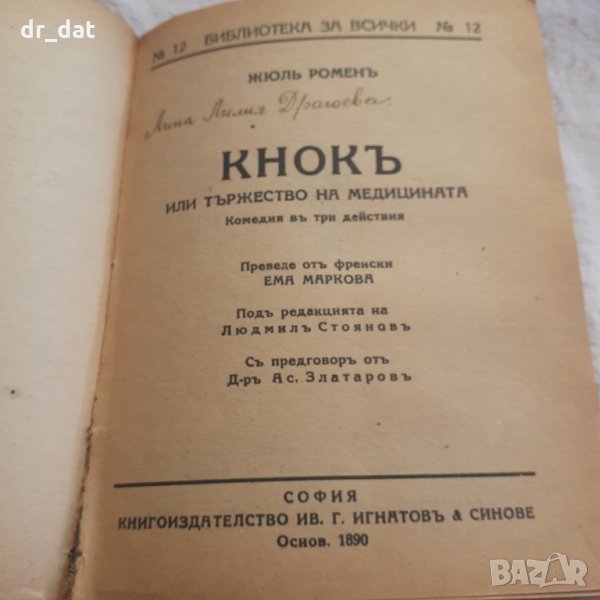 dr_dat
№ 12 БИБЛИОТЕКА ЗА ВСИЧКИ № 12
ЖЮЛЬ РОМЕНЪ
Лина Лилия Драгоева.
КНОКЪ
ИЛИ ТЪРЖЕСТВО НА МЕДИЦИНАТА
Комедия въ три действия
Преведе отъ френски
ЕМА МАРКОВА
Подъ редакцията на
Людмилъ Стояновъ
Съ предговоръ отъ
Д-ръ Ас. Златаровъ
СОФИЯ
КНИГОИЗДАТЕЛСТВО ИВ. Г. ИГНАТОВЪ & СИНОВЕ
Основ. 1890
BAZAR